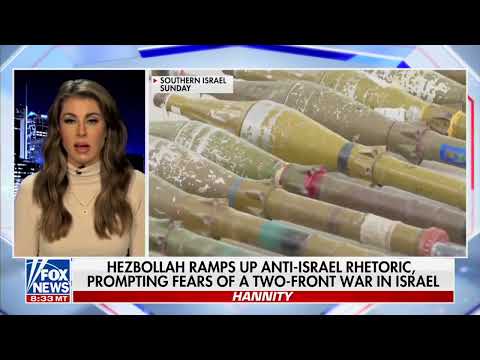 SOUTHERN ISRAEL
SUNDAY
HEZBOLLAH RAMPS UP ANTI-ISRAEL RHETORIC,
PROMPTING FEARS OF A TWO-FRONT WAR IN ISRAEL
FOX
NEWS
8:33 MT
HANNITY